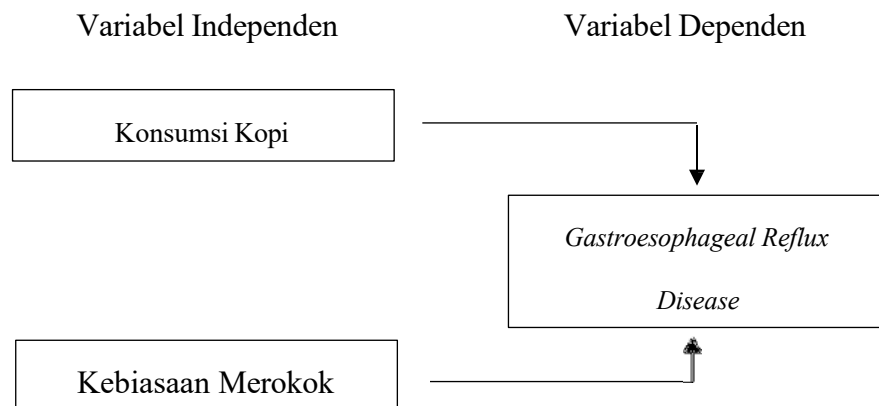 Variabel Independen
Variabel Dependen
Konsumsi Kopi
Gastroesophageal Reflux
Disease
Kebiasaan Merokok